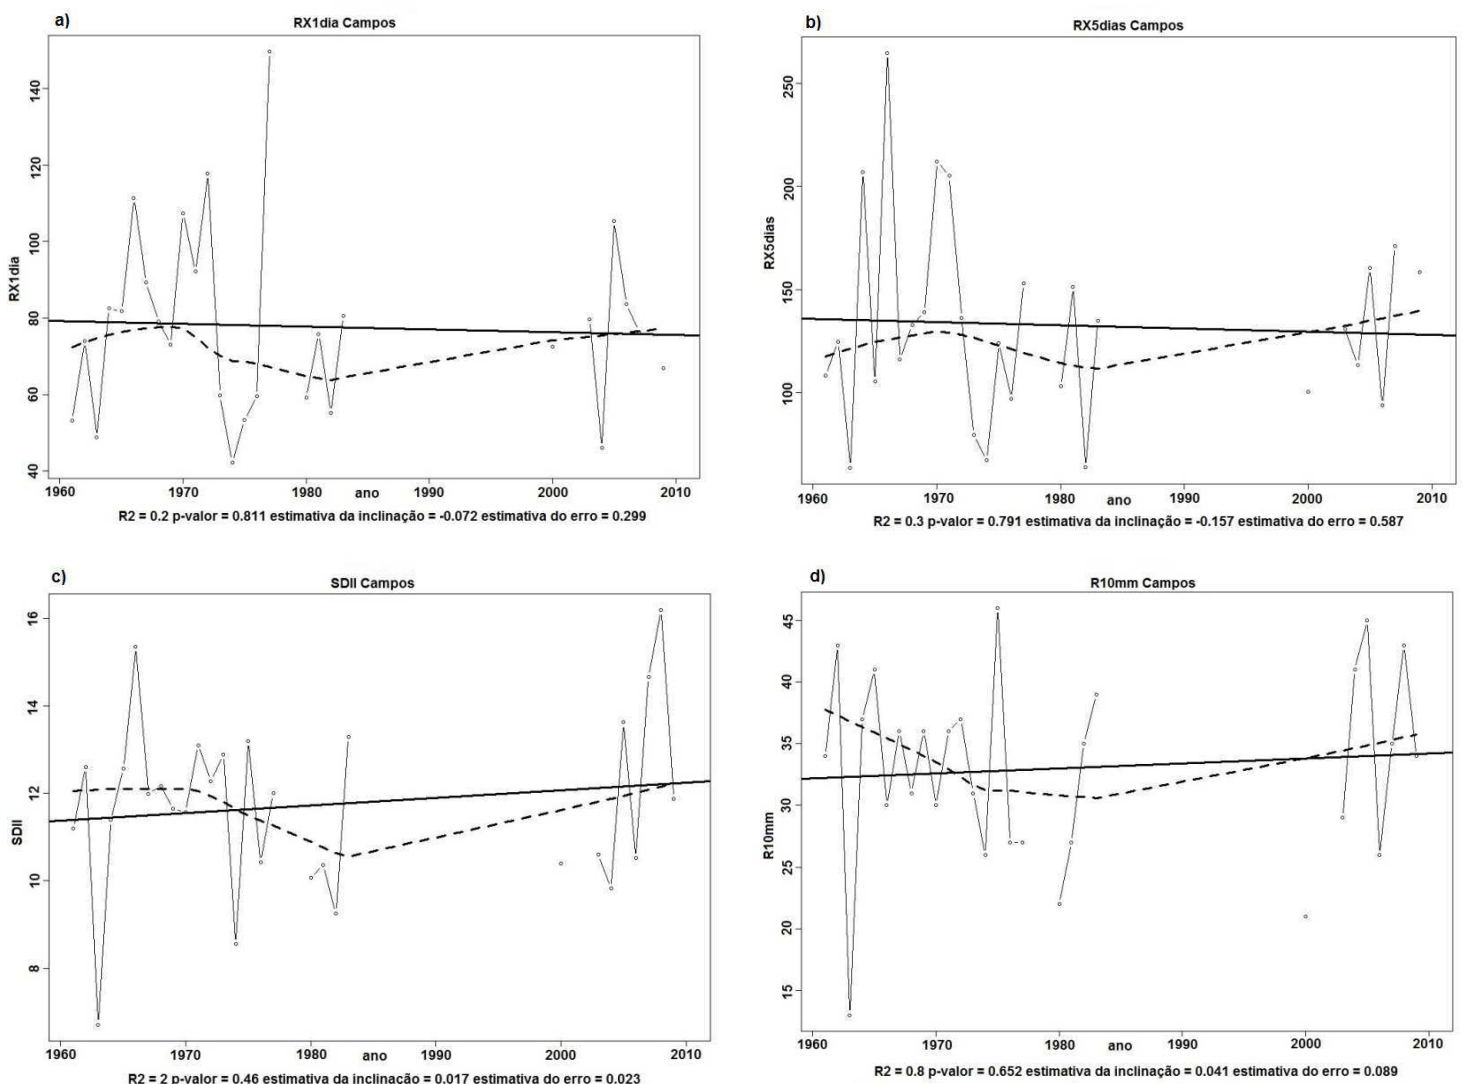 a)
RX1dia Campos
RX1dia
140
120
100
80
60
40
1960 1970 1980 ano 1990 2000 2010
R2 = 0.2 p-valor = 0.811 estimativa da inclinação = -0.072 estimativa do erro = 0.299
b)
RX5dias Campos
RX5dias
250
200
150
100
1960 1970 1980 ano 1990 2000 2010
R2 = 0.3 p-valor = 0.791 estimativa da inclinação = -0.157 estimativa do erro = 0.587
c)
SDII Campos
SDII
16
14
12
10
8
1960 1970 1980 ano 1990 2000 2010
R2 = 2 p-valor = 0.46 estimativa da inclinação = 0.017 estimativa do erro = 0.023
d)
R10mm Campos
R10mm
45
40
35
30
25
20
15
1960 1970 1980 ano 1990 2000 2010
R2 = 0.8 p-valor = 0.652 estimativa da inclinação = 0.041 estimativa do erro = 0.089